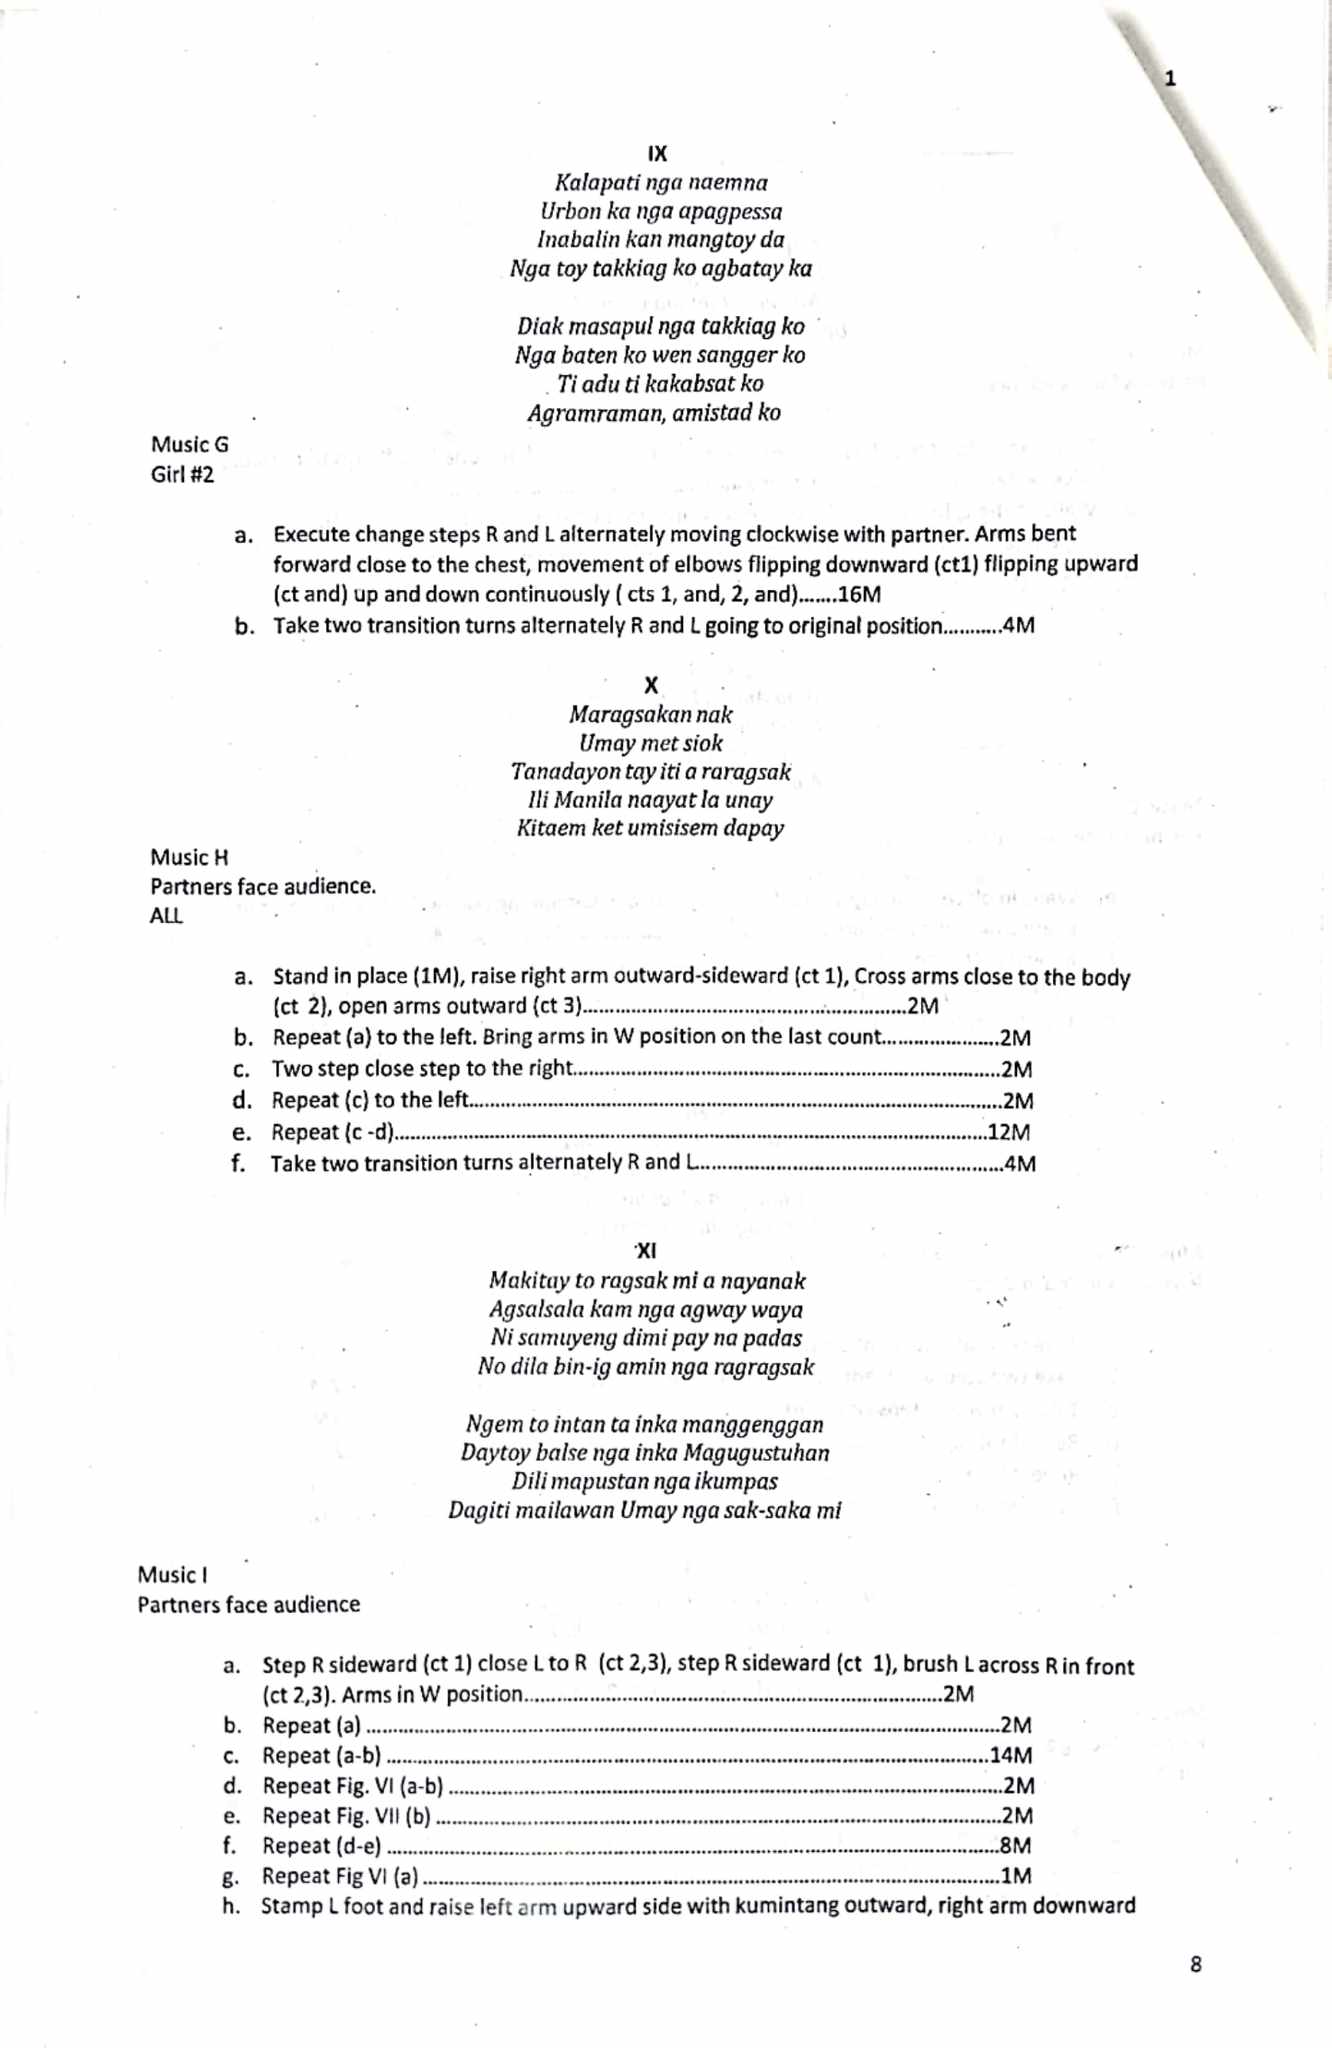 1
IX
Kalapati nga naemna
Urbon ka nga apagpessa
Inabalin kan mangtoy da
Nga toy takkiag ko agbatay ka
Diak masapul nga takkiag ko
Nga baten ko wen sangger ko
Ti adu ti kakabsat ko
Agramraman, amistad ko
Music G
Girl #2
a. Execute change steps R and L alternately moving clockwise with partner. Arms bent
forward close to the chest, movement of elbows flipping downward (ct1) flipping upward
(ct and) up and down continuously ( cts 1, and, 2, and).......16M
b. Take two transition turns alternately R and L going to original position...........4M
X
Maragsakan nak
Umay met siok
Tanadayon tay iti a raragsak
Ili Manila naayat la unay
Kitaem ket umisisem dapay
Music H
Partners face audience.
ALL
a. Stand in place (1M), raise right arm outward-sideward (ct 1), Cross arms close to the body
(ct 2), open arms outward (ct 3)............................................................2M
b. Repeat (a) to the left. Bring arms in W position on the last count......................2M
c. Two step close step to the right................................................................................2M
d. Repeat (c) to the left....................................................................................................2M
e. Repeat (c -d)...............................................................................................................12M
f. Take two transition turns alternately R and L.........................................................4M
XI
Makitay to ragsak mi a nayanak
Agsalsala kam nga agway waya
Ni samuyeng dimi pay na padas
No dila bin-ig amin nga ragragsak
Ngem to intan ta inka manggenggan
Daytoy balse nga inka Magugustuhan
Dili mapustan nga ikumpas
Dagiti mailawan Umay nga sak-saka mi
Music I
Partners face audience
a. Step R sideward (ct 1) close L to R (ct 2,3), step R sideward (ct 1), brush L across R in front
(ct 2,3). Arms in W position..............................................................................2M
b. Repeat (a) .......................................................................................................................2M
c. Repeat (a-b) .................................................................................................................14M
d. Repeat Fig. VI (a-b) ........................................................................................................2M
e. Repeat Fig. VII (b) ..........................................................................................................2M
f. Repeat (d-e) ...................................................................................................................8M
g. Repeat Fig VI (a) .............................................................................................................1M
h. Stamp L foot and raise left arm upward side with kumintang outward, right arm downward
8